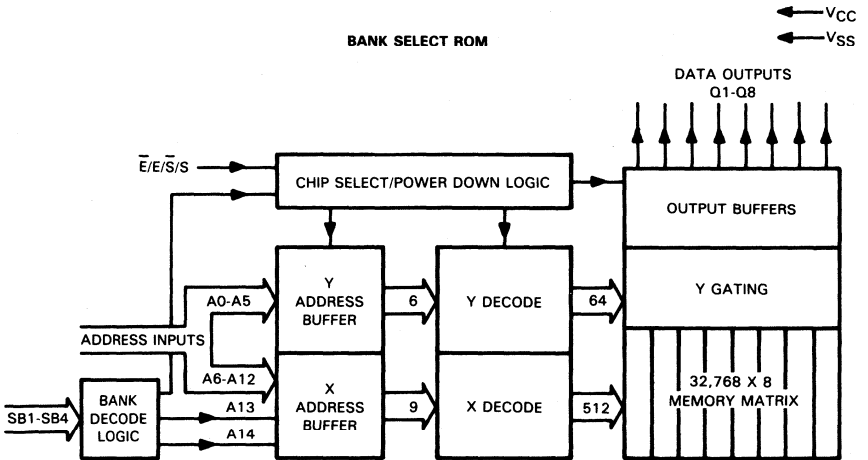 V_CC
V_SS
BANK SELECT ROM
DATA OUTPUTS
Q1-Q8
E̅/E/S̅/S
CHIP SELECT/POWER DOWN LOGIC
OUTPUT BUFFERS
A0-A5
Y
ADDRESS
BUFFER
6
Y DECODE
64
Y GATING
ADDRESS INPUTS
A6-A12
SB1-SB4
BANK
DECODE
LOGIC
A13
A14
X
ADDRESS
BUFFER
9
X DECODE
512
32,768 X 8
MEMORY MATRIX